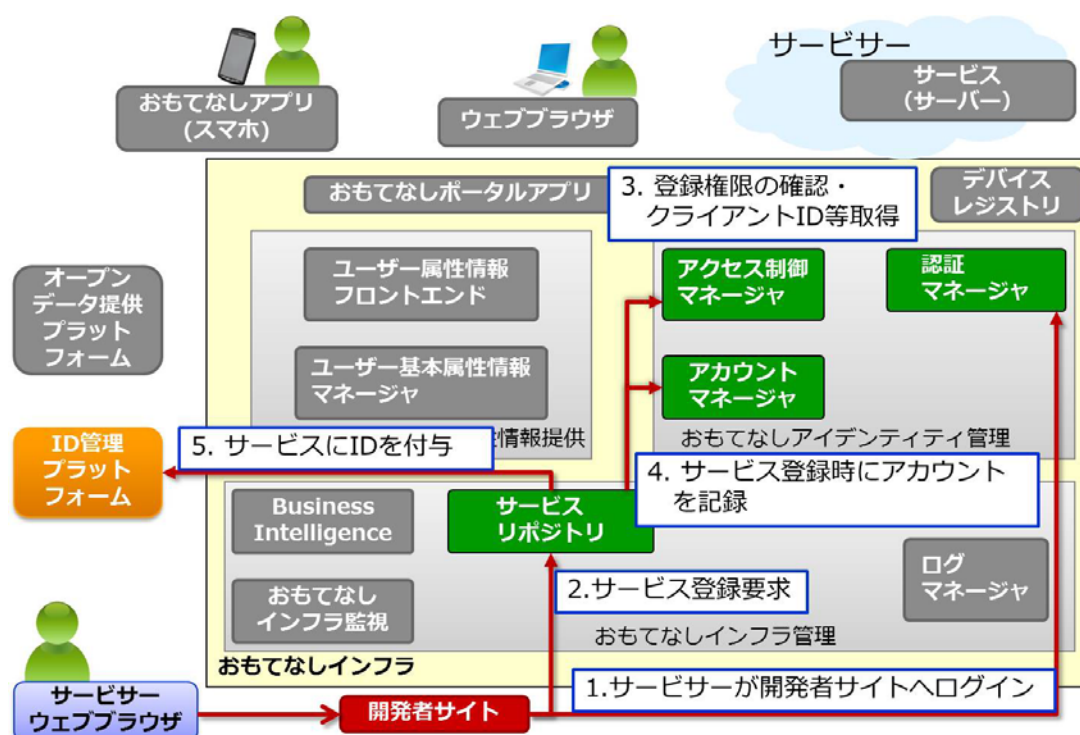 サービサー
サービス
（サーバー）
おもてなしアプリ
(スマホ)
ウェブブラウザ
おもてなしポータルアプリ
3. 登録権限の確認・
クライアントID等取得
デバイス
レジストリ
オープン
データ提供
プラット
フォーム
ユーザー属性情報
フロントエンド
アクセス制御
マネージャ
認証
マネージャ
ユーザー基本属性情報
マネージャ
アカウント
マネージャ
ID管理
プラット
フォーム
5. サービスにIDを付与
情報提供
おもてなしアイデンティティ管理
4. サービス登録時にアカウント
を記録
Business
Intelligence
サービス
リポジトリ
ログ
マネージャ
2.サービス登録要求
おもてなし
インフラ監視
おもてなしインフラ管理
おもてなしインフラ
1.サービサーが開発者サイトへログイン
サービサー
ウェブブラウザ
開発者サイト